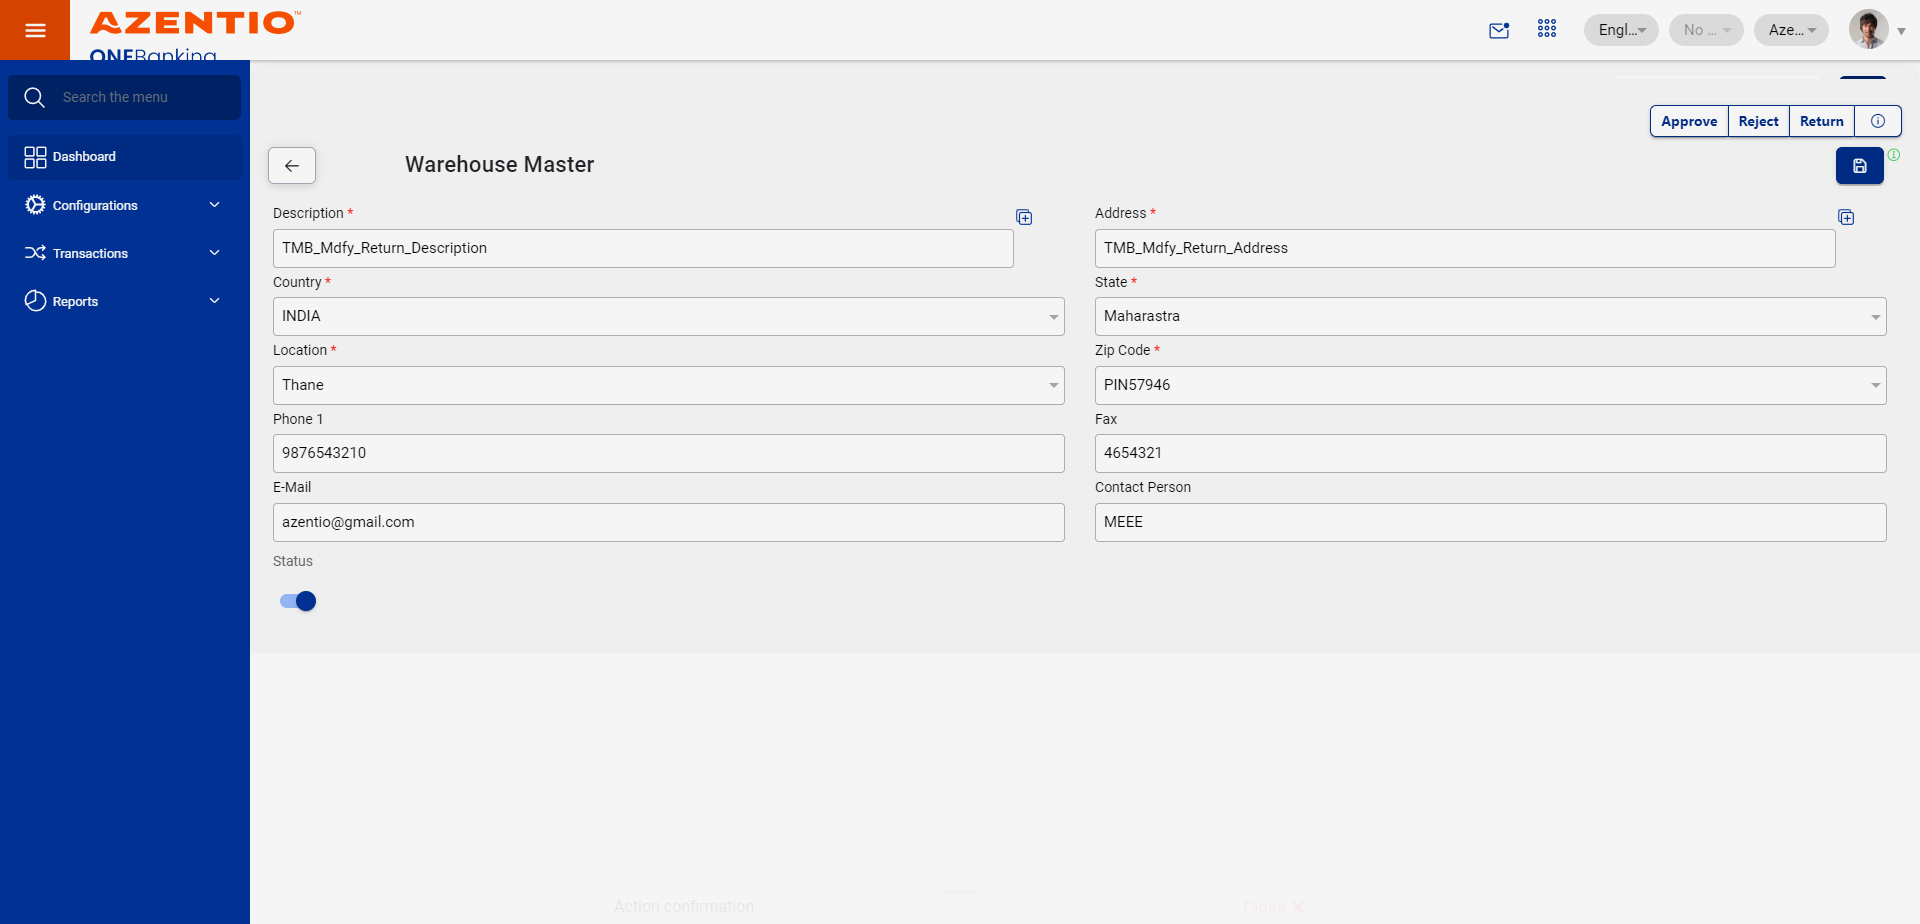 AZENTIO™
ONEBanking
Engl...
No ...
Aze...
Search the menu
Dashboard
Configurations
Transactions
Reports
Approve
Reject
Return
Warehouse Master
Description *
TMB_Mdfy_Return_Description
Address *
TMB_Mdfy_Return_Address
Country *
INDIA
State *
Maharastra
Location *
Thane
Zip Code *
PIN57946
Phone 1
9876543210
Fax
4654321
E-Mail
azentio@gmail.com
Contact Person
MEEE
Status
Action confirmation
Close